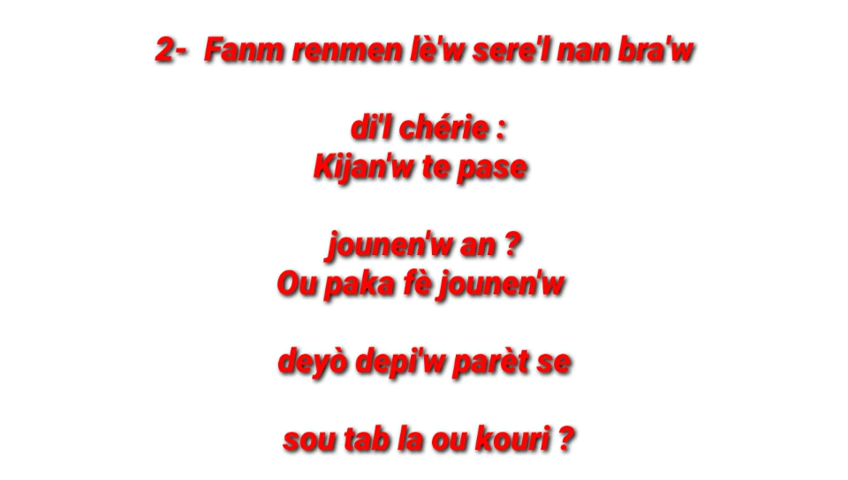 2- Fanm renmen lè'w sere'l nan bra'w
di'l chérie :
Kijan'w te pase
jounen'w an ?
Ou paka fè jounen'w
deyò depi'w parèt se
sou tab la ou kouri ?